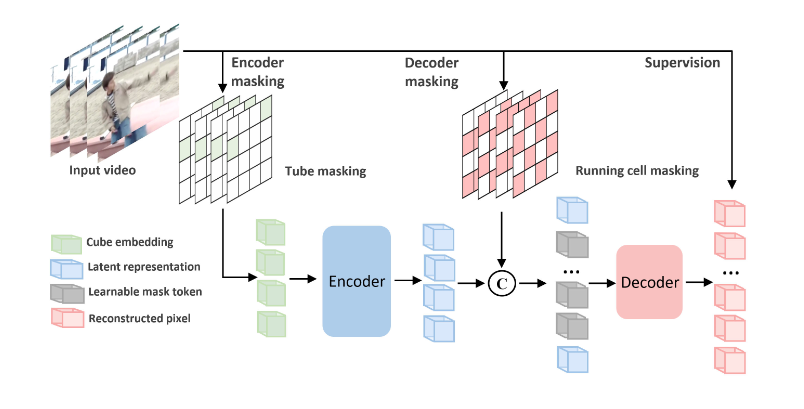 Encoder
masking
Decoder
masking
Supervision
Input video
Tube masking
Running cell masking
Cube embedding
Latent representation
Learnable mask token
Reconstructed pixel
Encoder
C
...
Decoder
...